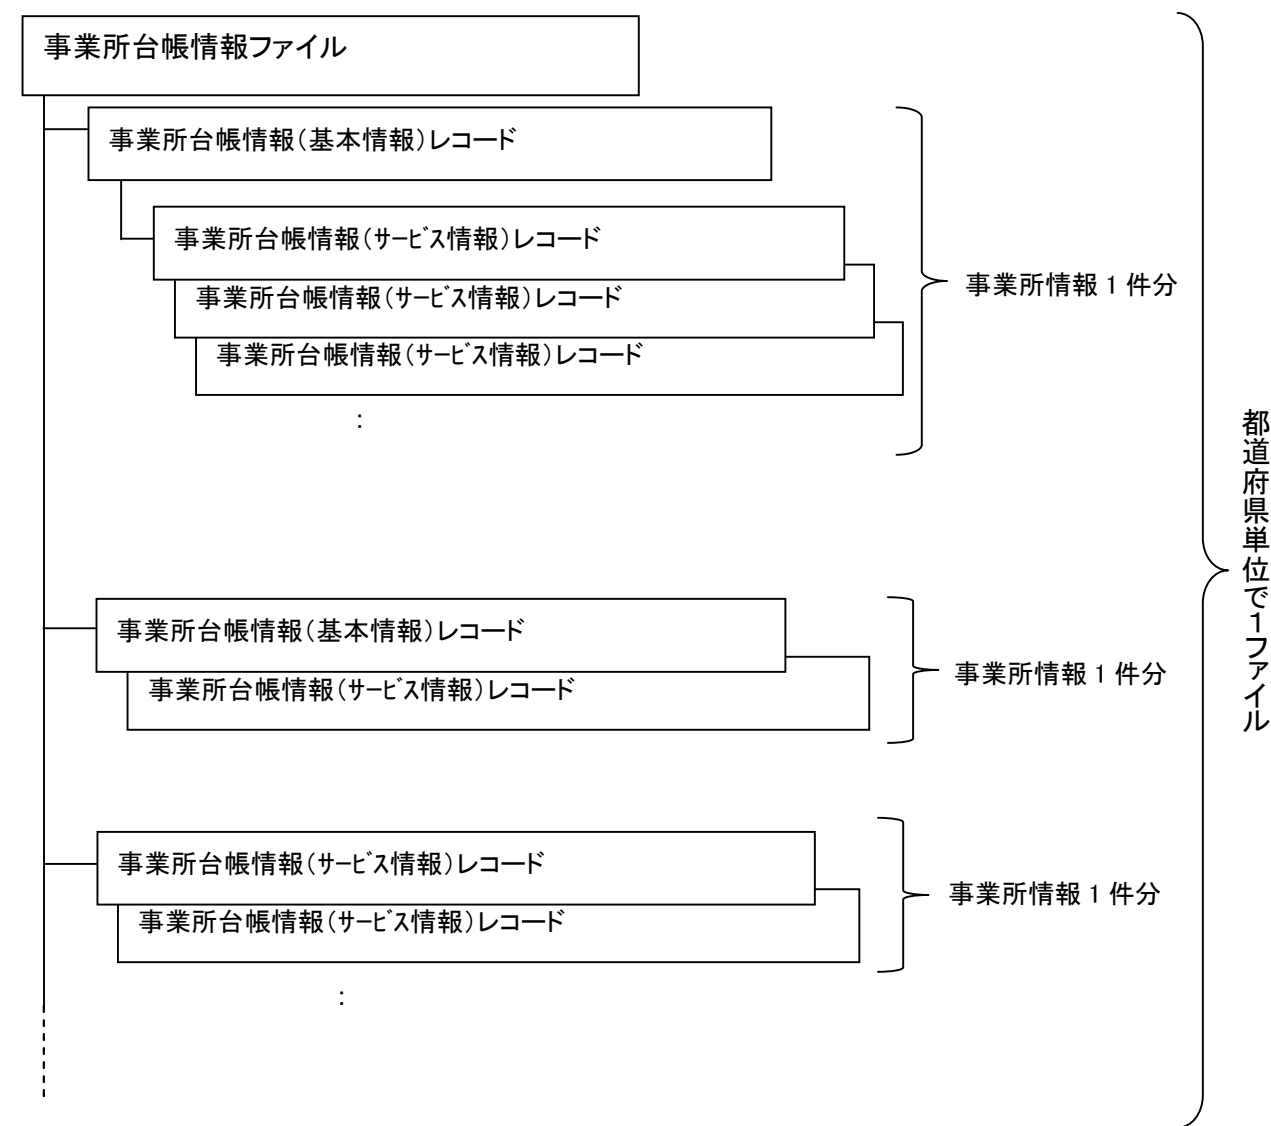 事業所台帳情報ファイル
事業所台帳情報(基本情報)レコード
事業所台帳情報(ｻｰﾋﾞｽ情報)レコード
事業所台帳情報(ｻｰﾋﾞｽ情報)レコード
事業所台帳情報(ｻｰﾋﾞｽ情報)レコード
:
事業所情報 1 件分
事業所台帳情報(基本情報)レコード
事業所台帳情報(ｻｰﾋﾞｽ情報)レコード
事業所情報 1 件分
事業所台帳情報(ｻｰﾋﾞｽ情報)レコード
事業所台帳情報(ｻｰﾋﾞｽ情報)レコード
:
事業所情報 1 件分
都道府県単位で1ファイル